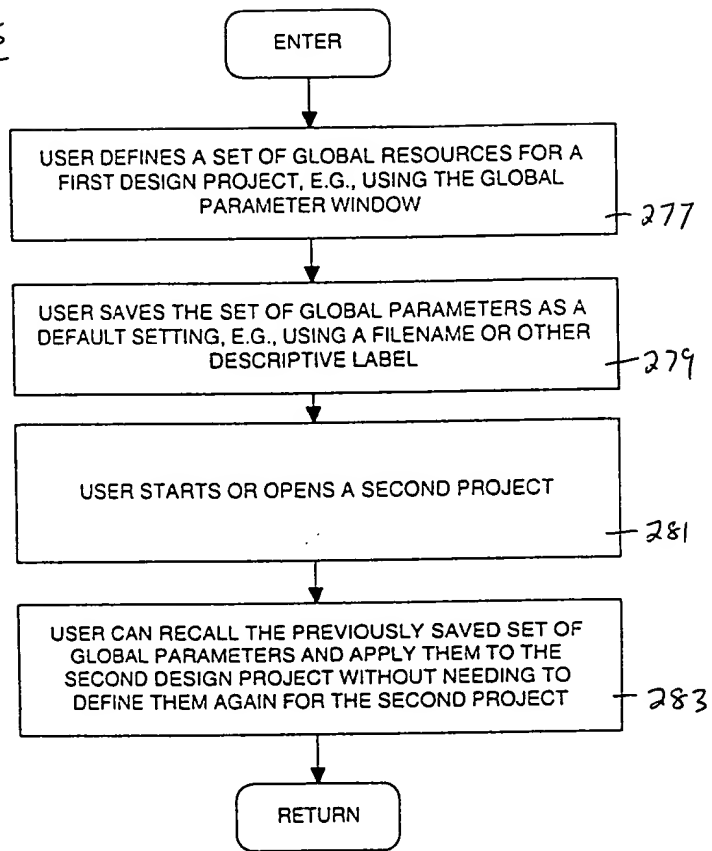 ENTER
USER DEFINES A SET OF GLOBAL RESOURCES FOR A
FIRST DESIGN PROJECT, E.G., USING THE GLOBAL
PARAMETER WINDOW
277
USER SAVES THE SET OF GLOBAL PARAMETERS AS A
DEFAULT SETTING, E.G., USING A FILENAME OR OTHER
DESCRIPTIVE LABEL
279
USER STARTS OR OPENS A SECOND PROJECT
281
USER CAN RECALL THE PREVIOUSLY SAVED SET OF
GLOBAL PARAMETERS AND APPLY THEM TO THE
SECOND DESIGN PROJECT WITHOUT NEEDING TO
DEFINE THEM AGAIN FOR THE SECOND PROJECT
283
RETURN